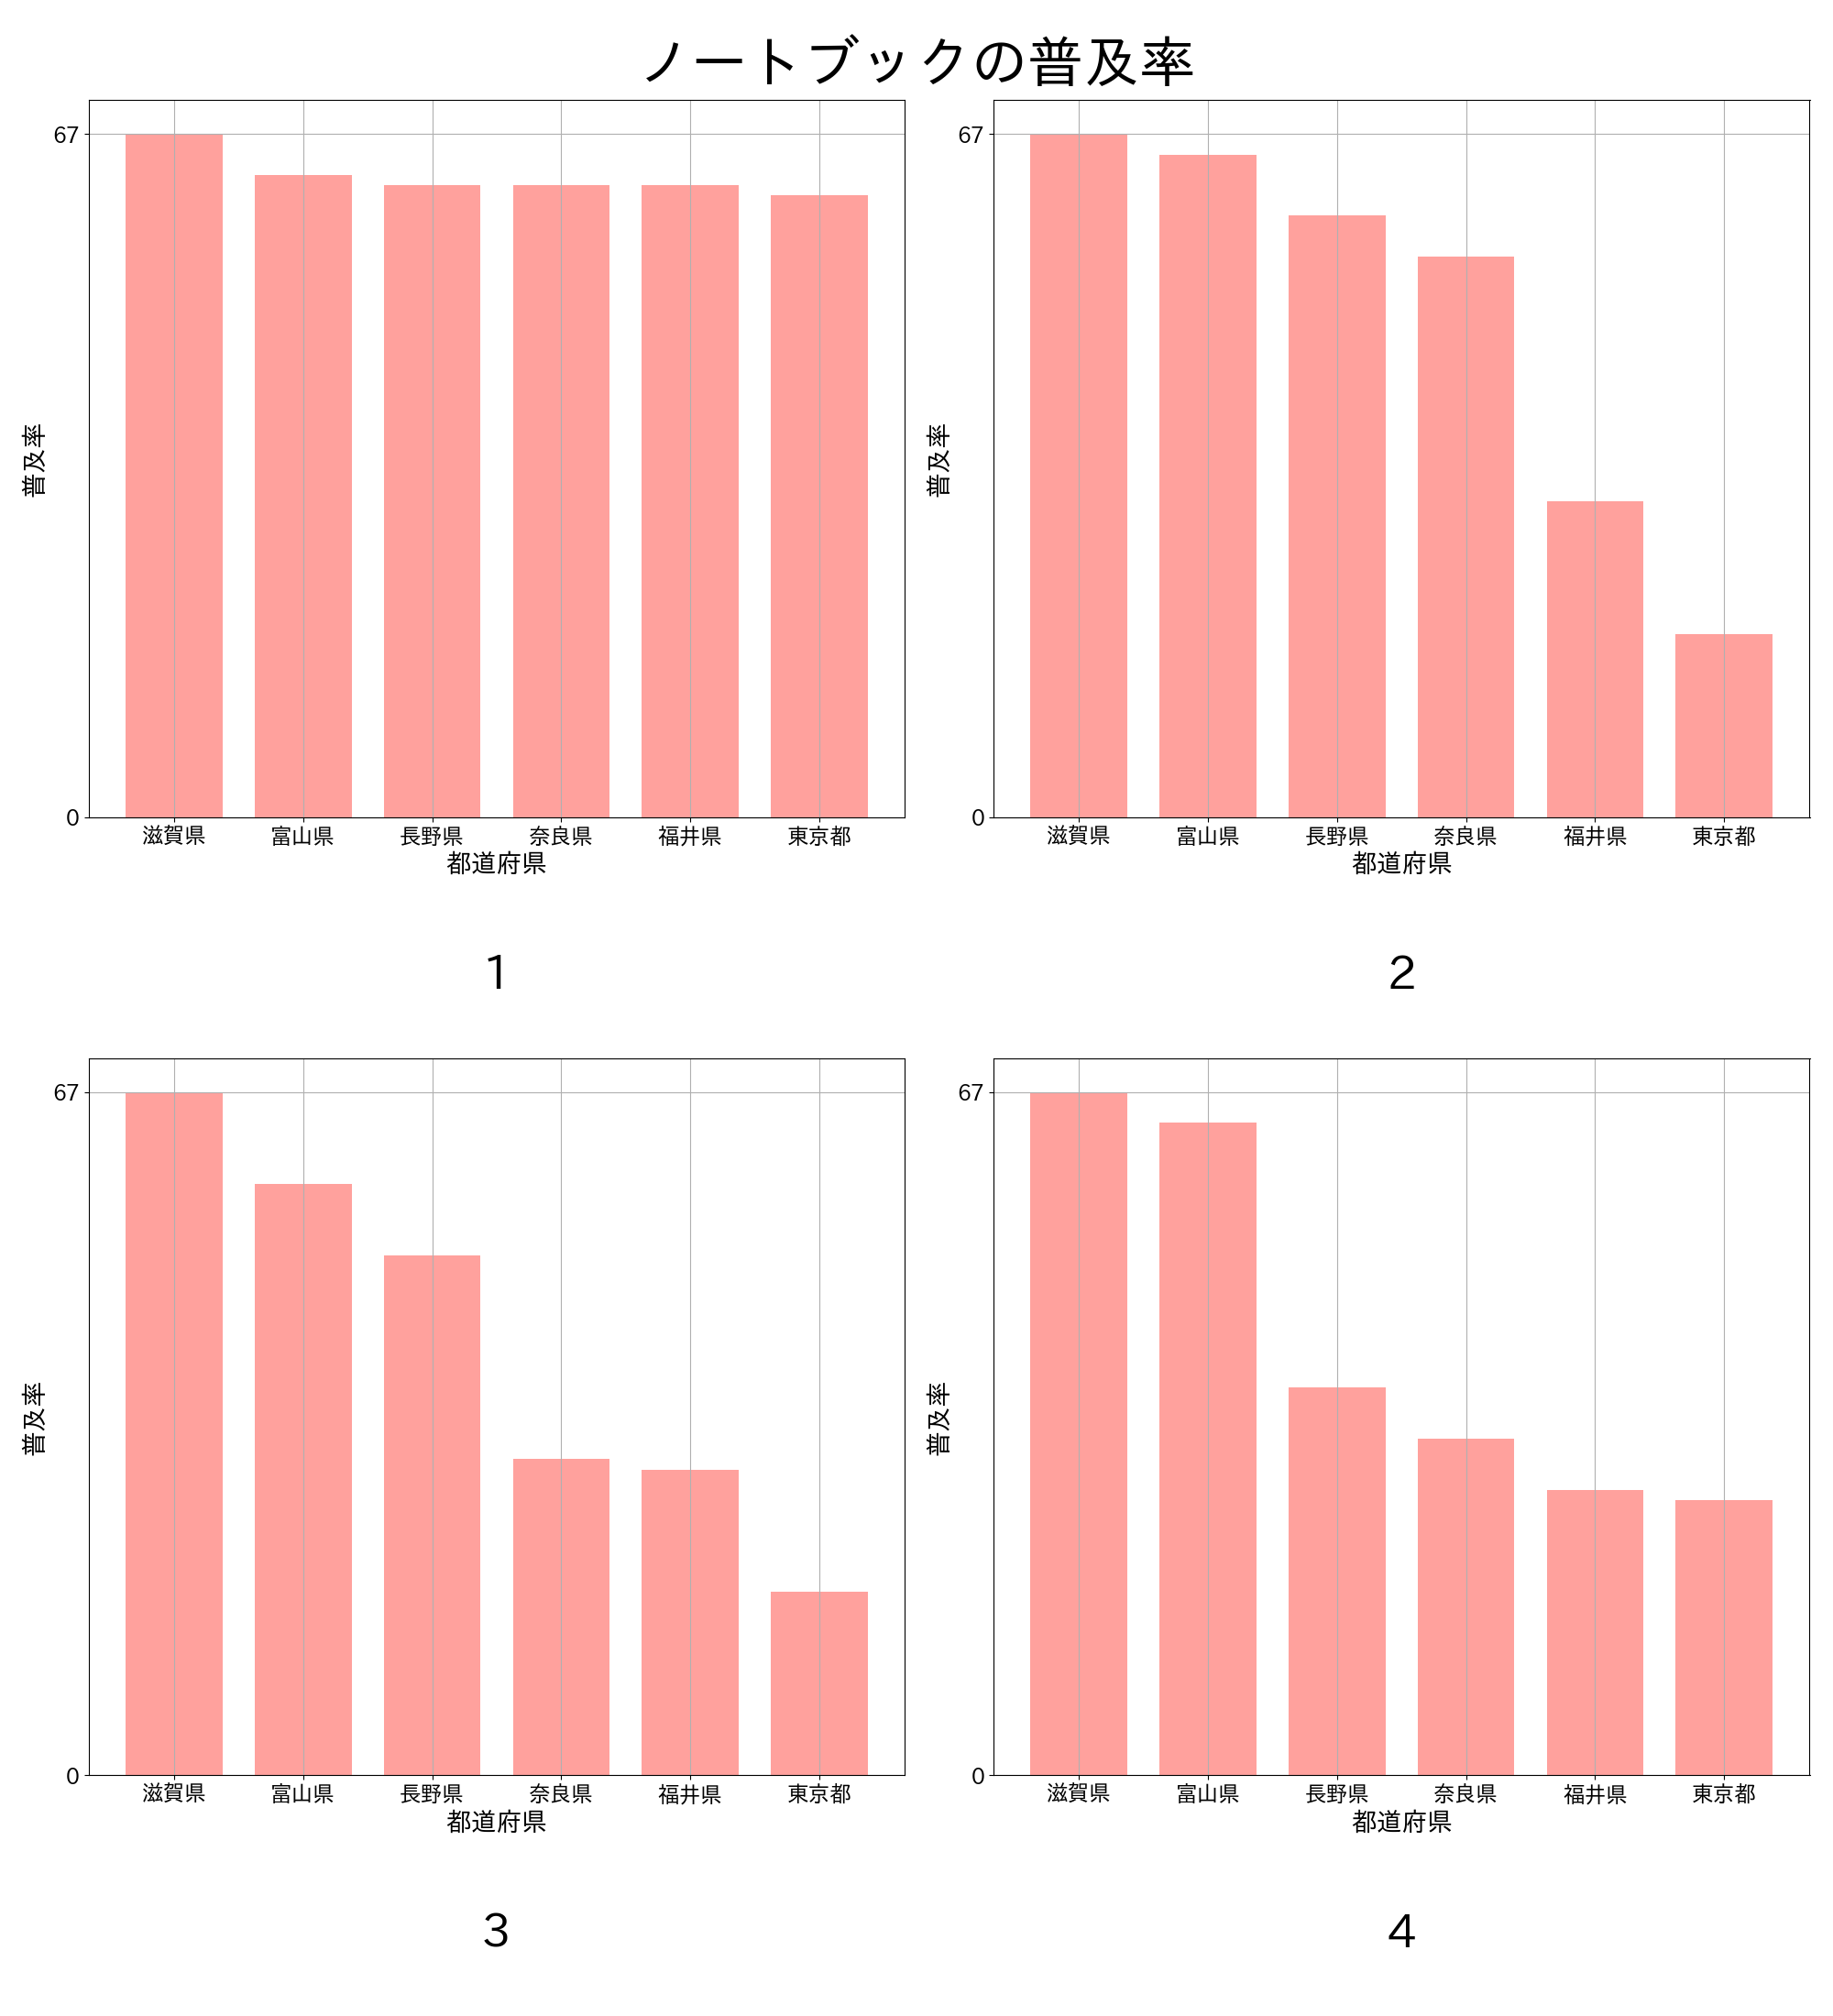 ノートブックの普及率
67
0
普及率
滋賀県 富山県 長野県 奈良県 福井県 東京都
都道府県
1
67
0
普及率
滋賀県 富山県 長野県 奈良県 福井県 東京都
都道府県
2
67
0
普及率
滋賀県 富山県 長野県 奈良県 福井県 東京都
都道府県
3
67
0
普及率
滋賀県 富山県 長野県 奈良県 福井県 東京都
都道府県
4